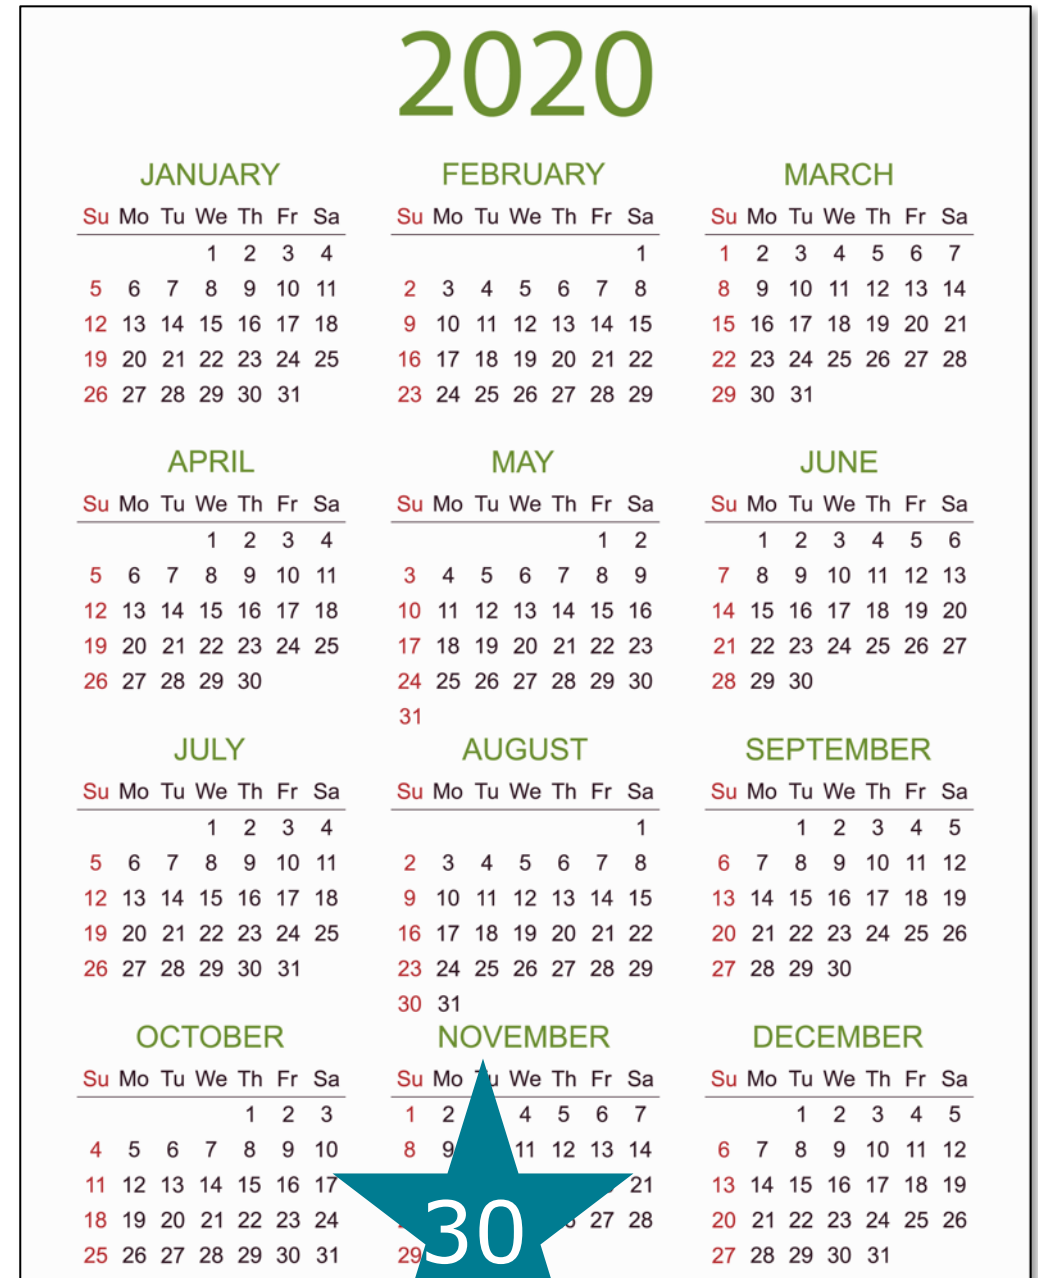 2020
JANUARY FEBRUARY MARCH
Su Mo Tu We Th Fr Sa Su Mo Tu We Th Fr Sa Su Mo Tu We Th Fr Sa
1 2 3 4 1 1 2 3 4 5 6 7
5 6 7 8 9 10 11 2 3 4 5 6 7 8 8 9 10 11 12 13 14
12 13 14 15 16 17 18 9 10 11 12 13 14 15 15 16 17 18 19 20 21
19 20 21 22 23 24 25 16 17 18 19 20 21 22 22 23 24 25 26 27 28
26 27 28 29 30 31 23 24 25 26 27 28 29 29 30 31
APRIL MAY JUNE
Su Mo Tu We Th Fr Sa Su Mo Tu We Th Fr Sa Su Mo Tu We Th Fr Sa
1 2 3 4 1 2 1 2 3 4 5 6
5 6 7 8 9 10 11 3 4 5 6 7 8 9 7 8 9 10 11 12 13
12 13 14 15 16 17 18 10 11 12 13 14 15 16 14 15 16 17 18 19 20
19 20 21 22 23 24 25 17 18 19 20 21 22 23 21 22 23 24 25 26 27
26 27 28 29 30 24 25 26 27 28 29 30 28 29 30
31
JULY AUGUST SEPTEMBER
Su Mo Tu We Th Fr Sa Su Mo Tu We Th Fr Sa Su Mo Tu We Th Fr Sa
1 2 3 4 1 1 2 3 4 5
5 6 7 8 9 10 11 2 3 4 5 6 7 8 6 7 8 9 10 11 12
12 13 14 15 16 17 18 9 10 11 12 13 14 15 13 14 15 16 17 18 19
19 20 21 22 23 24 25 16 17 18 19 20 21 22 20 21 22 23 24 25 26
26 27 28 29 30 31 23 24 25 26 27 28 29 27 28 29 30
30 31
OCTOBER NOVEMBER DECEMBER
Su Mo Tu We Th Fr Sa Su Mo We Th Fr Sa Su Mo Tu We Th Fr Sa
1 2 3 1 2 4 5 6 7 1 2 3 4 5
4 5 6 7 8 9 10 8 9 11 12 13 14 6 7 8 9 10 11 12
11 12 13 14 15 16 17 21 13 14 15 16 17 18 19
18 19 20 21 22 23 24 27 28 20 21 22 23 24 25 26
25 26 27 28 29 30 31 29 30 27 28 29 30 31